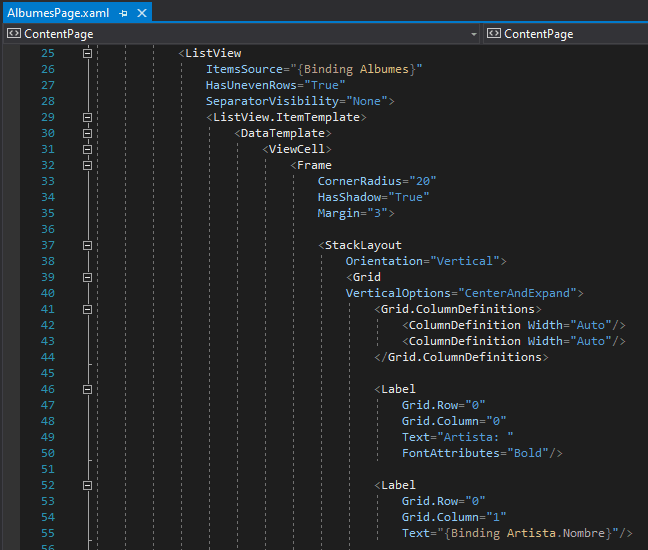 AlbumesPage.xaml
ContentPage ContentPage
25 <ListView
26 ItemsSource="{Binding Albumes}"
27 HasUnevenRows="True"
28 SeparatorVisibility="None">
29 <ListView.ItemTemplate>
30 <DataTemplate>
31 <ViewCell>
32 <Frame
33 CornerRadius="20"
34 HasShadow="True"
35 Margin="3">
36
37 <StackLayout
38 Orientation="Vertical">
39 <Grid
40 VerticalOptions="CenterAndExpand">
41 <Grid.ColumnDefinitions>
42 <ColumnDefinition Width="Auto"/>
43 <ColumnDefinition Width="Auto"/>
44 </Grid.ColumnDefinitions>
45
46 <Label
47 Grid.Row="0"
48 Grid.Column="0"
49 Text="Artista: "
50 FontAttributes="Bold"/>
51
52 <Label
53 Grid.Row="0"
54 Grid.Column="1"
55 Text="{Binding Artista.Nombre}"/>
56